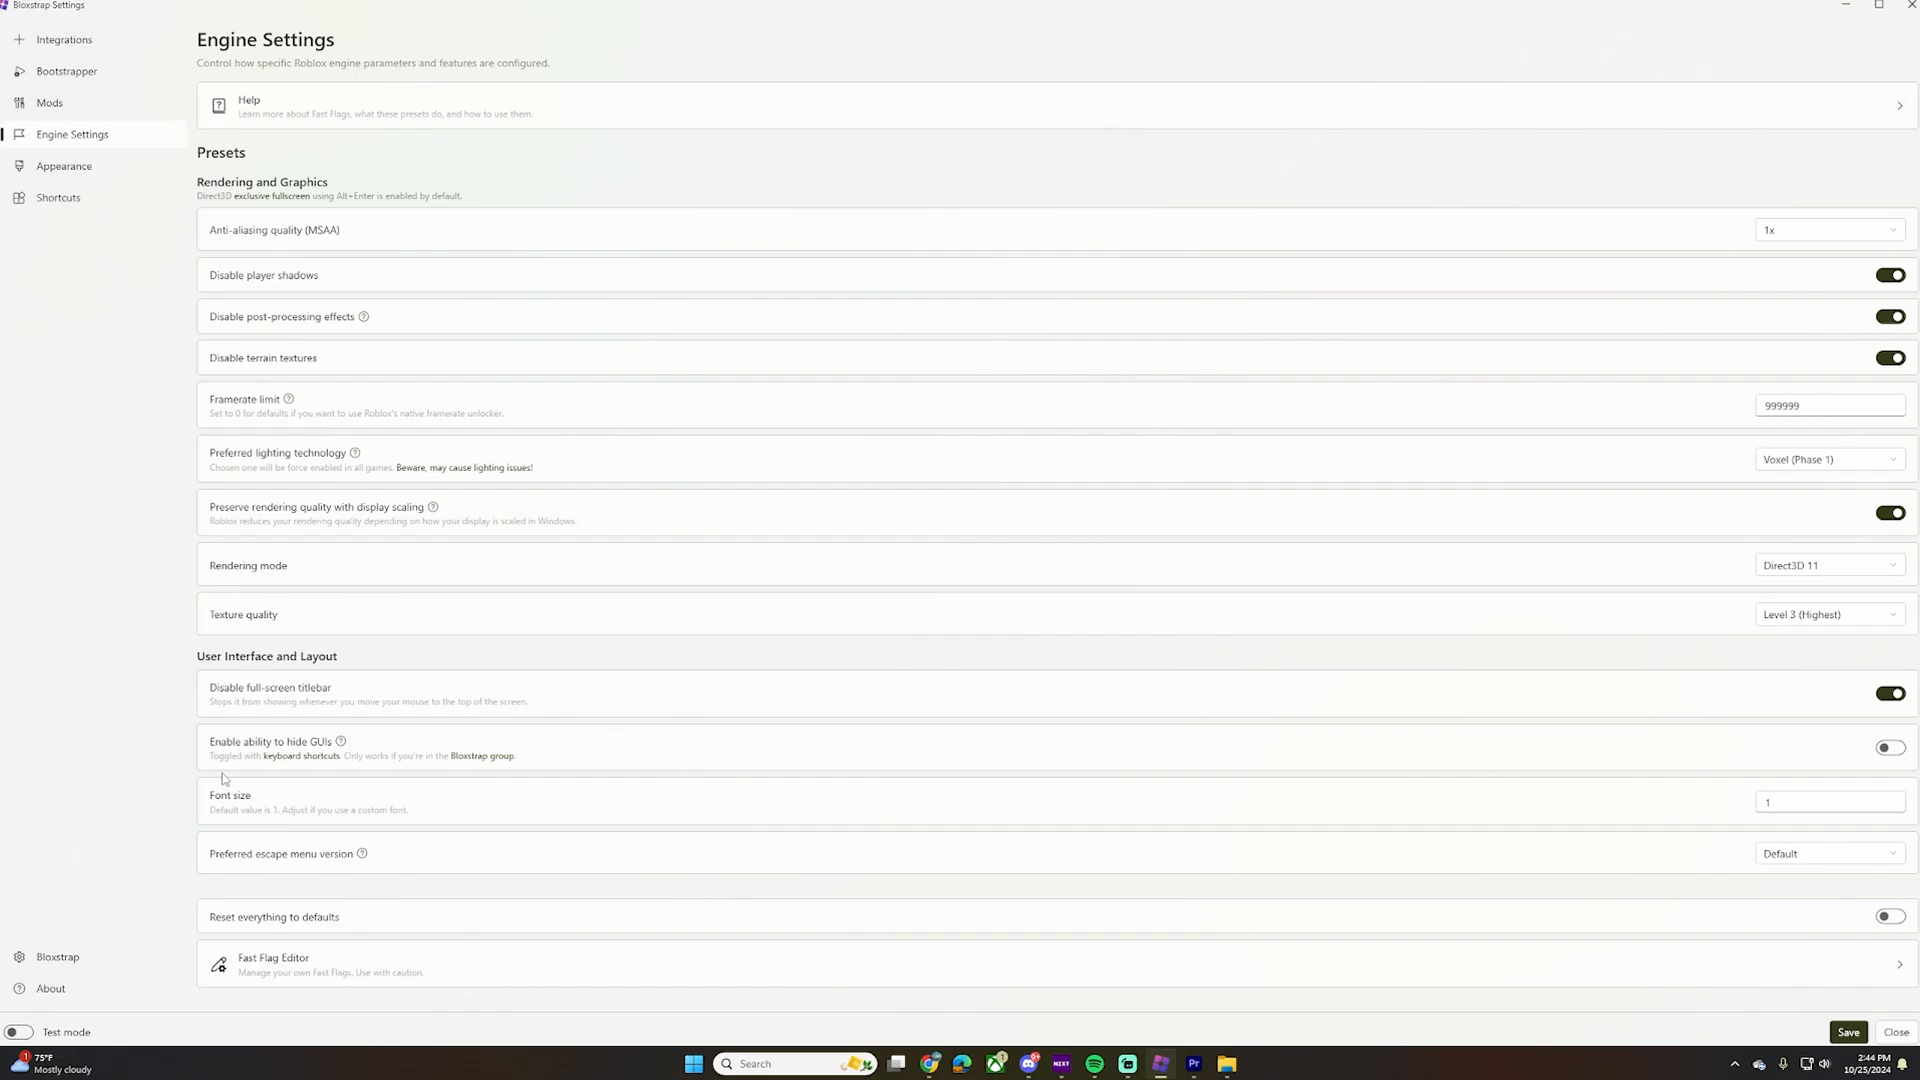 Bloxstrap Settings
Integrations
Bootstrapper
Mods
Engine Settings
Appearance
Shortcuts
Engine Settings
Control how specific Roblox engine parameters and features are configured.
Help
Learn more about Fast Flags, what these presets do, and how to use them.
Presets
Rendering and Graphics
Direct3D exclusive fullscreen using Alt+Enter is enabled by default.
Anti-aliasing quality (MSAA)
1x
Disable player shadows
Disable post-processing effects
Disable terrain textures
Framerate limit
Set to 0 for defaults if you want to use Roblox's native framerate unlocker.
999999
Preferred lighting technology
Chosen one will be force enabled in all games. Beware, may cause lighting issues!
Voxel (Phase 1)
Preserve rendering quality with display scaling
Roblox reduces your rendering quality depending on how your display is scaled in Windows.
Rendering mode
Direct3D 11
Texture quality
Level 3 (Highest)
User Interface and Layout
Disable full-screen titlebar
Stops it from showing whenever you move your mouse to the top of the screen.
Enable ability to hide GUIs
Toggled with keyboard shortcuts. Only works if you're in the Bloxstrap group.
Font size
Default value is 1. Adjust if you use a custom font.
1
Preferred escape menu version
Default
Reset everything to defaults
Fast Flag Editor
Manage your own Fast Flags. Use with caution.
Bloxstrap
About
Test mode
Save
Close
1
75°F
Mostly cloudy
Search
Pr
2:44 PM
10/25/2024